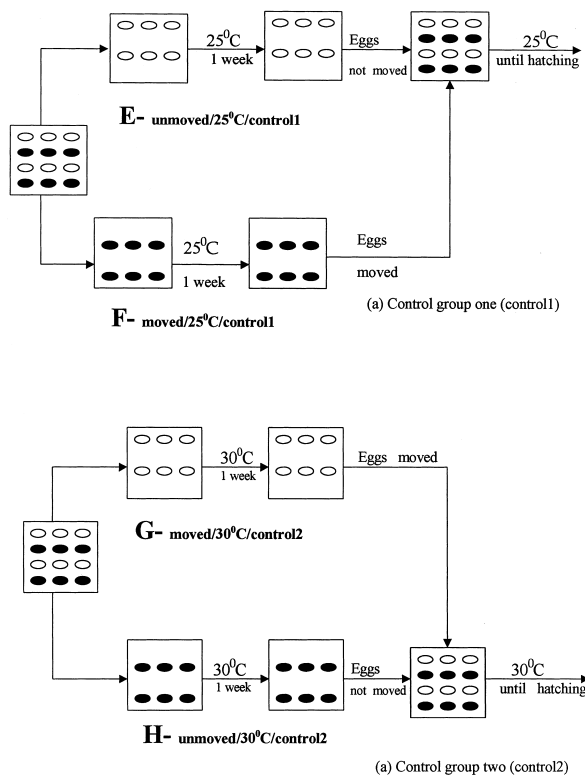 25⁰C
1 week
Eggs
not moved
25⁰C
until hatching
E- unmoved/25⁰C/control1
25⁰C
1 week
Eggs
moved
F- moved/25⁰C/control1
(a) Control group one (control1)
30⁰C
1 week
Eggs moved
G- moved/30⁰C/control2
30⁰C
1 week
Eggs
not moved
30⁰C
until hatching
H- unmoved/30⁰C/control2
(a) Control group two (control2)